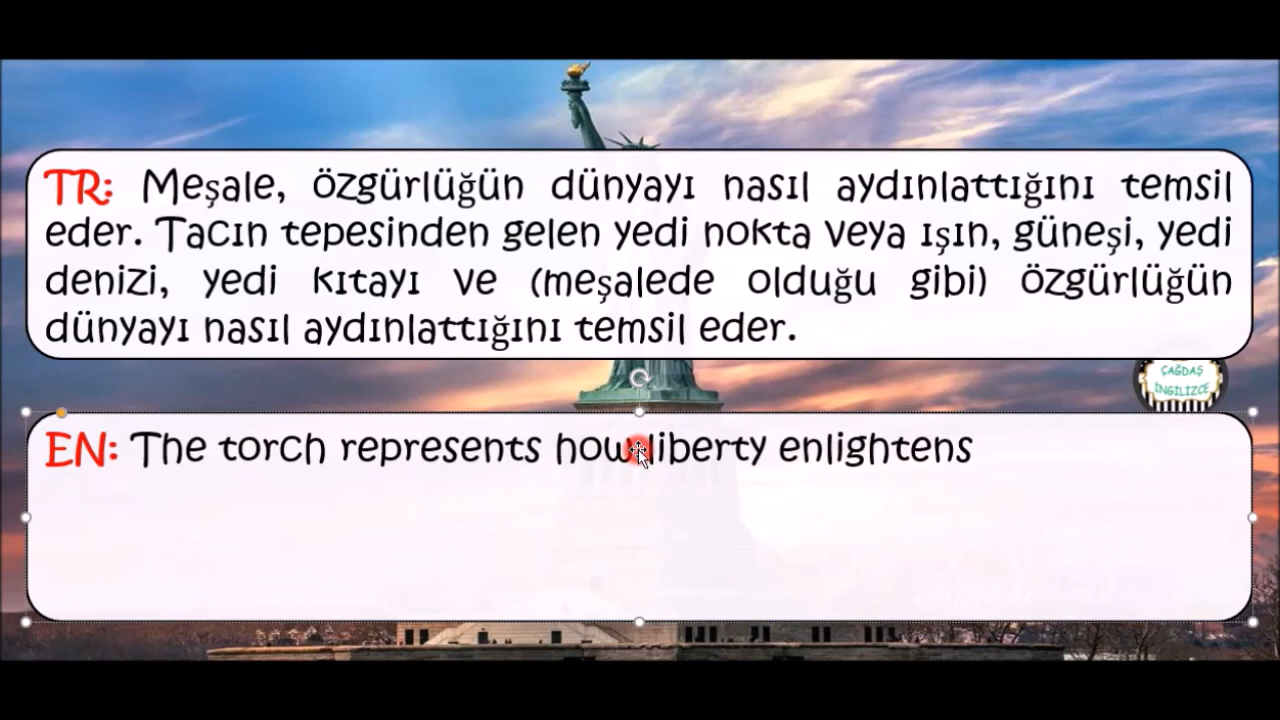 TR: Meşale, özgürlüğün dünyayı nasıl aydınlattığını temsil
eder. Tacın tepesinden gelen yedi nokta veya ışın, güneşi, yedi
denizi, yedi kıtayı ve (meşalede olduğu gibi) özgürlüğün
dünyayı nasıl aydınlattığını temsil eder.
ÇAĞDAŞ
İNGİLİZCE
EN: The torch represents how liberty enlightens